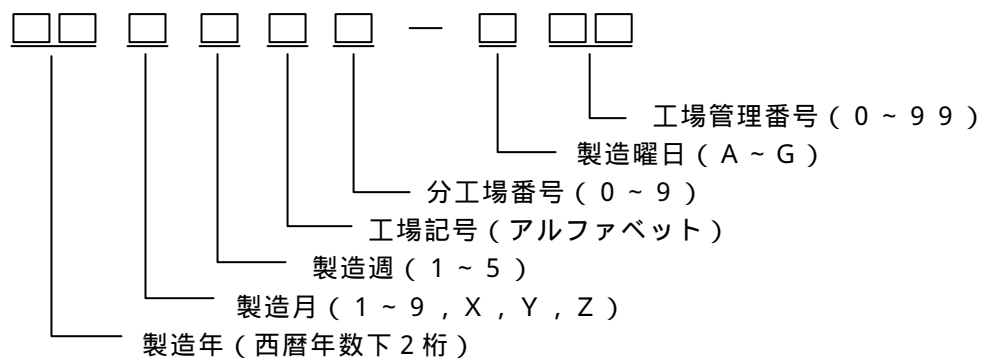 □□ □ □ □ □ － □ □□
工場管理番号（0~99）
製造曜日（A~G）
分工場番号（0~9）
工場記号（アルファベット）
製造週（1~5）
製造月（1~9，X，Y，Z）
製造年（西暦年数下2桁）